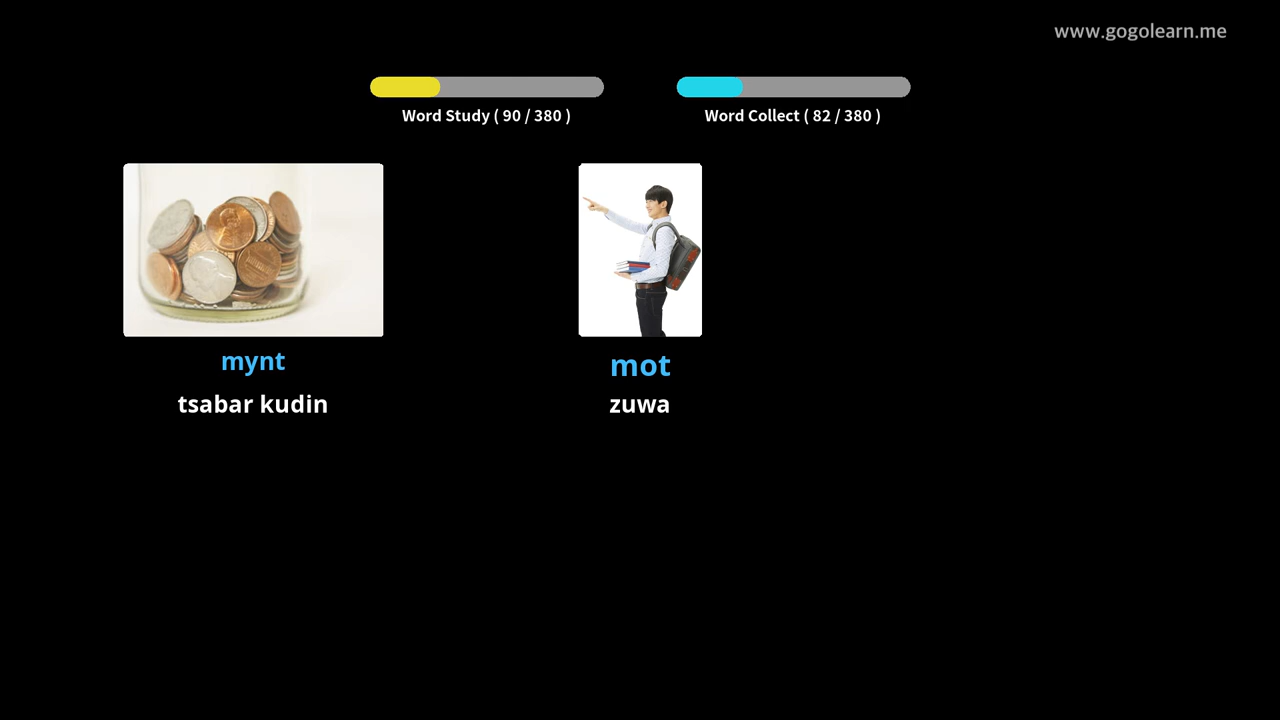 www.gogolearn.me
Word Study ( 90 / 380 )
Word Collect ( 82 / 380 )
mynt
tsabar kudin
mot
zuwa